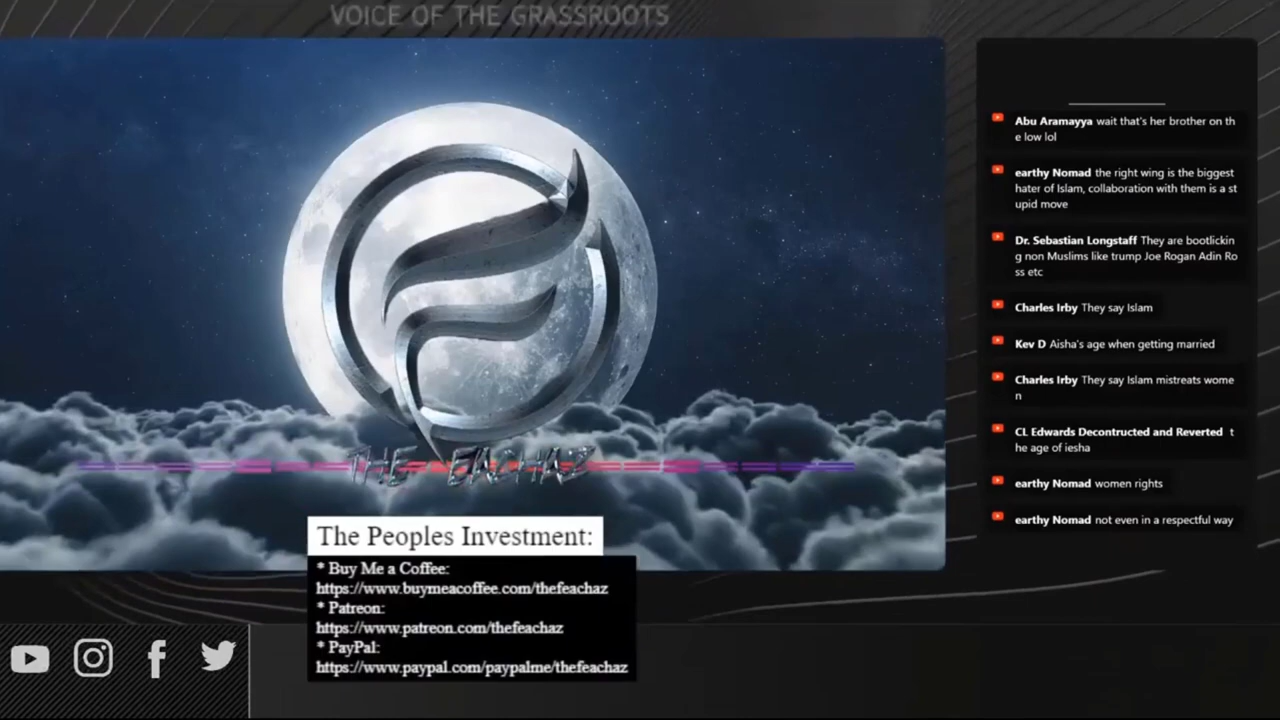 VOICE OF THE GRASSROOTS
THE FEACHAZ
The Peoples Investment:
* Buy Me a Coffee:
https://www.buymeacoffee.com/thefeachaz
* Patreon:
https://www.patreon.com/thefeachaz
* PayPal:
https://www.paypal.com/paypalme/thefeachaz
Abu Aramayya wait that's her brother on th
e low lol
earthy Nomad the right wing is the biggest
hater of Islam, collaboration with them is a st
upid move
Dr. Sebastian Longstaff They are bootlickin
g non Muslims like trump Joe Rogan Adin Ro
ss etc
Charles Irby They say Islam
Kev D Aisha's age when getting married
Charles Irby They say Islam mistreats wome
n
CL Edwards Decontructed and Reverted t
he age of iesha
earthy Nomad women rights
earthy Nomad not even in a respectful way